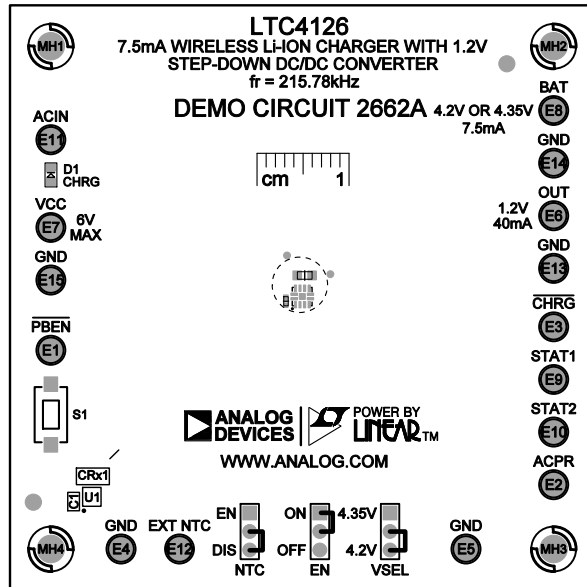 LTC4126
7.5mA WIRELESS Li-ION CHARGER WITH 1.2V
STEP-DOWN DC/DC CONVERTER
fr = 215.78kHz
DEMO CIRCUIT 2662A
MH1
MH2
BAT
E8
4.2V OR 4.35V
7.5mA
ACIN
E11
GND
E14
D1
CHRG
cm 1
VCC
E7
6V
MAX
OUT
E6
1.2V
40mA
GND
E15
GND
E13
PBEN
E1
CHRG
E3
STAT1
E9
S1
ANALOG
DEVICES
POWER BY
LINEAR TM
STAT2
E10
WWW.ANALOG.COM
ACPR
E2
CRx1
C1
U1
MH4
GND
E4
EXT NTC
E12
EN
DIS
NTC
ON
OFF
EN
4.35V
4.2V
VSEL
GND
E5
MH3